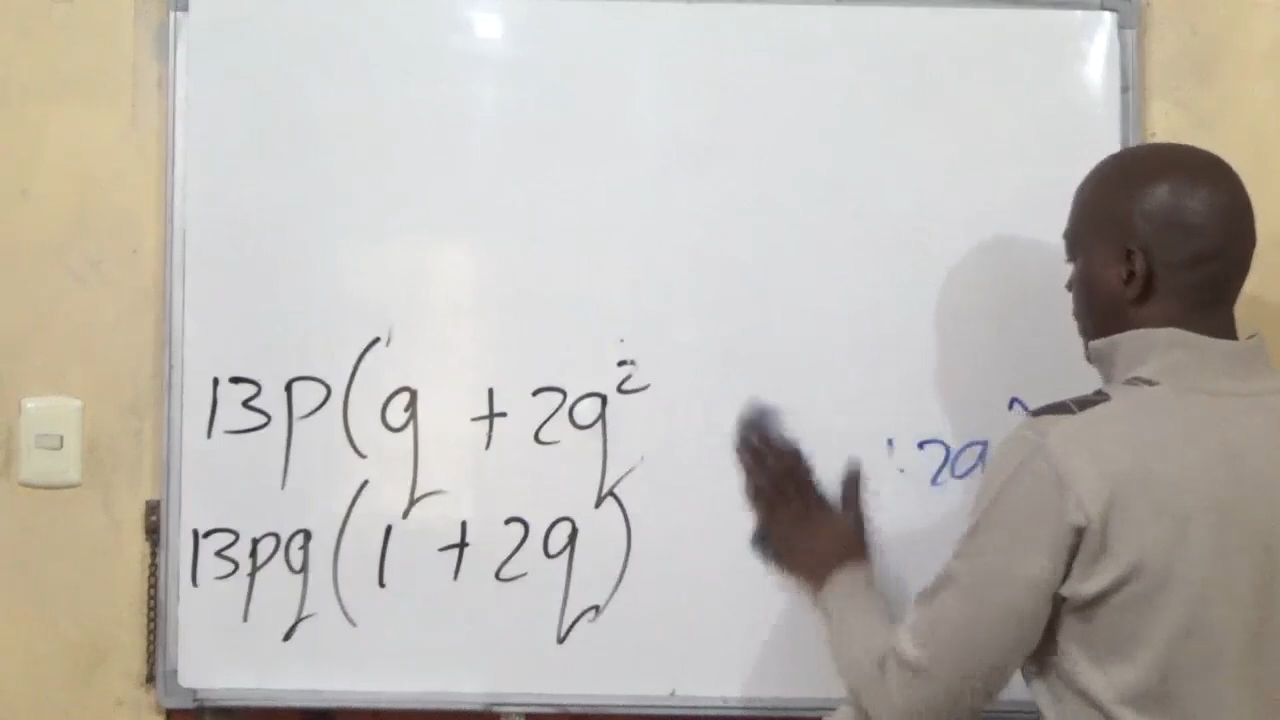 13p(q + 2q²
13pq(1 + 2q)